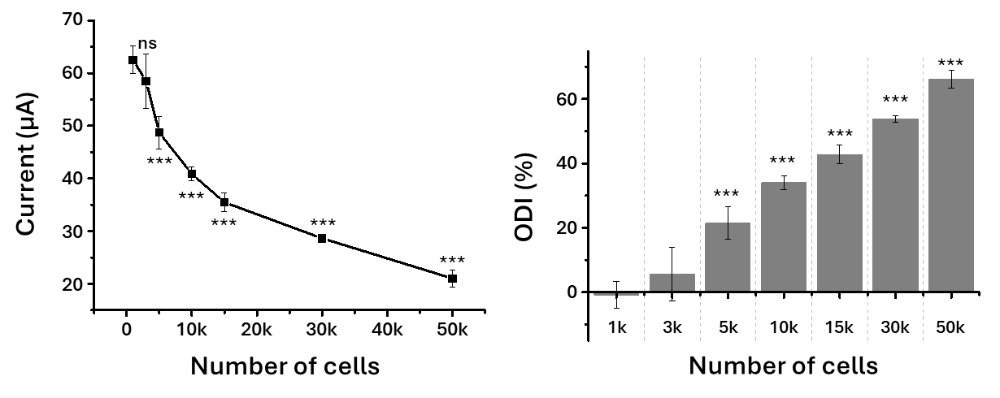 70
60
50
40
30
20
Current (µA)
ns
***
***
***
***
***
0
10k
20k
30k
40k
50k
Number of cells
60
40
20
0
ODI (%)
***
***
***
***
***
1k
3k
5k
10k
15k
30k
50k
Number of cells